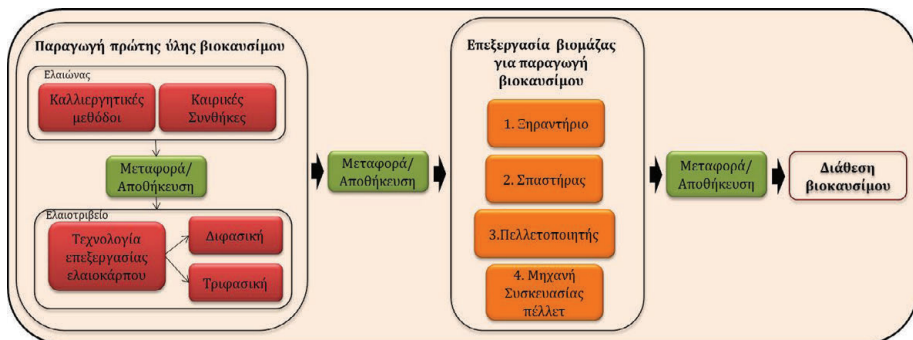 Παραγωγή πρώτης ύλης βιοκαυσίμου
Ελαιώνας
Καλλιεργητικές
μεθόδοι
Καιρικές
Συνθήκες
Μεταφορά/
Αποθήκευση
Ελαιοτριβείο
Τεχνολογία
επεξεργασίας
ελαιοκάρπου
Διφασική
Τριφασική
Μεταφορά/
Αποθήκευση
Επεξεργασία βιομάζας
για παραγωγή
βιοκαυσίμου
1. Ξηραντήριο
2. Σπαστήρας
3.Πελλετοποιητής
4. Μηχανή
Συσκευασίας
πέλλετ
Μεταφορά/
Αποθήκευση
Διάθεση
βιοκαυσίμου